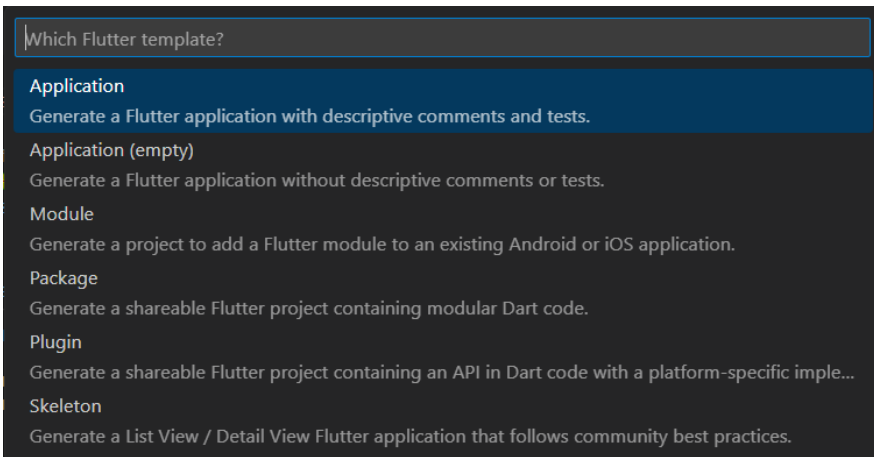 Which Flutter template?
Application
Generate a Flutter application with descriptive comments and tests.
Application (empty)
Generate a Flutter application without descriptive comments or tests.
Module
Generate a project to add a Flutter module to an existing Android or iOS application.
Package
Generate a shareable Flutter project containing modular Dart code.
Plugin
Generate a shareable Flutter project containing an API in Dart code with a platform-specific imple...
Skeleton
Generate a List View / Detail View Flutter application that follows community best practices.